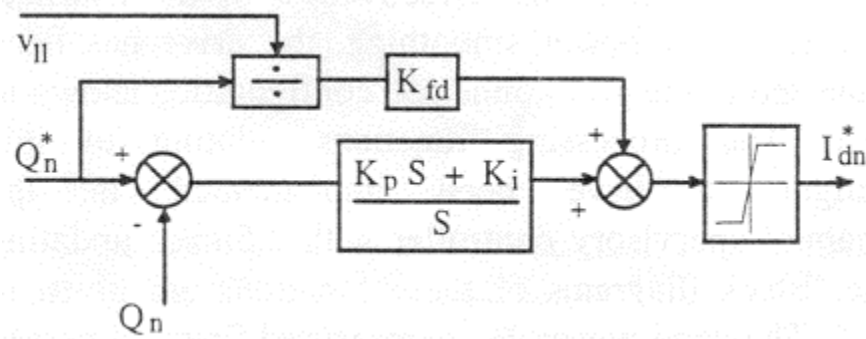 v_ll
÷
K_fd
Q_n^*
+
-
K_p S + K_i
S
+
+
I_dn^*
Q_n